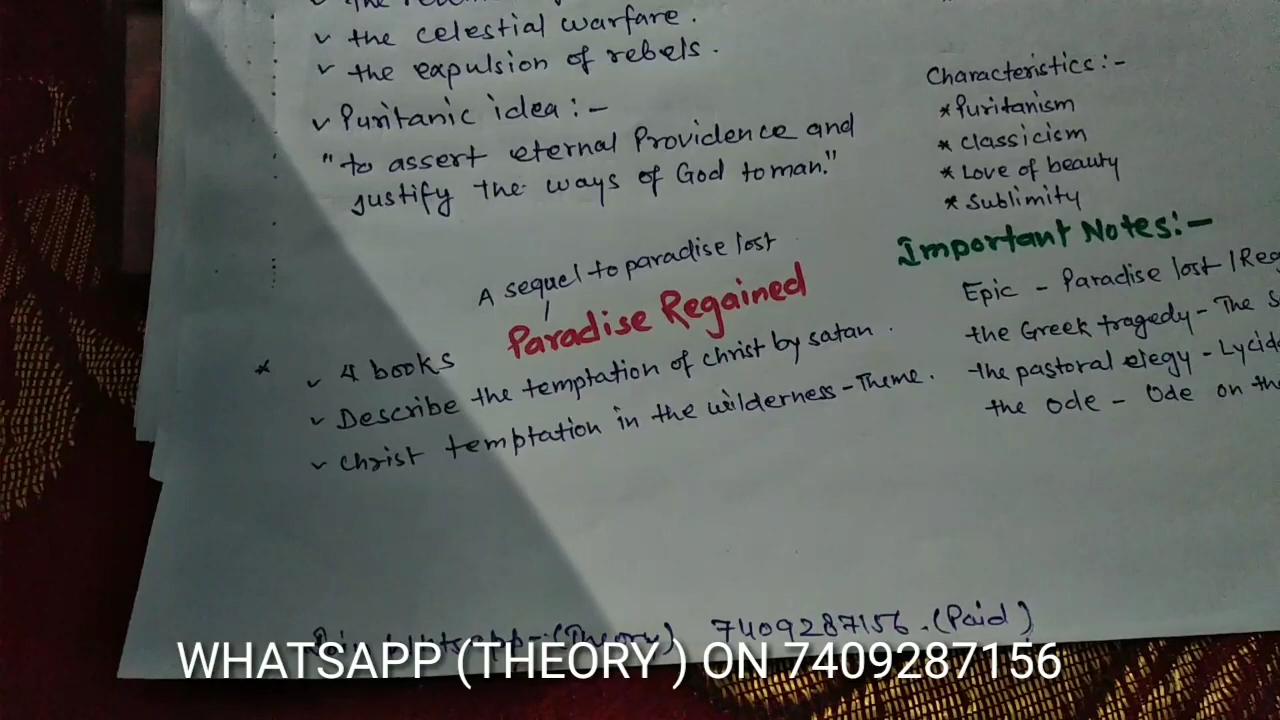 ✓ the
✓ the celestial warfare.
✓ the expulsion of rebels.
✓ Puritanic idea:-
"to assert eternal Providence and
justify the ways of God to man."
A sequel to paradise lost
Paradise Regained
* ✓ 4 books
✓ Describe the temptation of christ by satan.
✓ christ temptation in the wilderness - Theme.
Characteristics:-
* Puritanism
* classicism
* Love of beauty
* Sublimity
Important Notes:-
Epic - Paradise lost / Reg
the Greek tragedy - The S
the pastoral elegy - Lycid
the Ode - Ode on the
(Theory) 7409287156. (Paid)
WHATSAPP (THEORY ) ON 7409287156